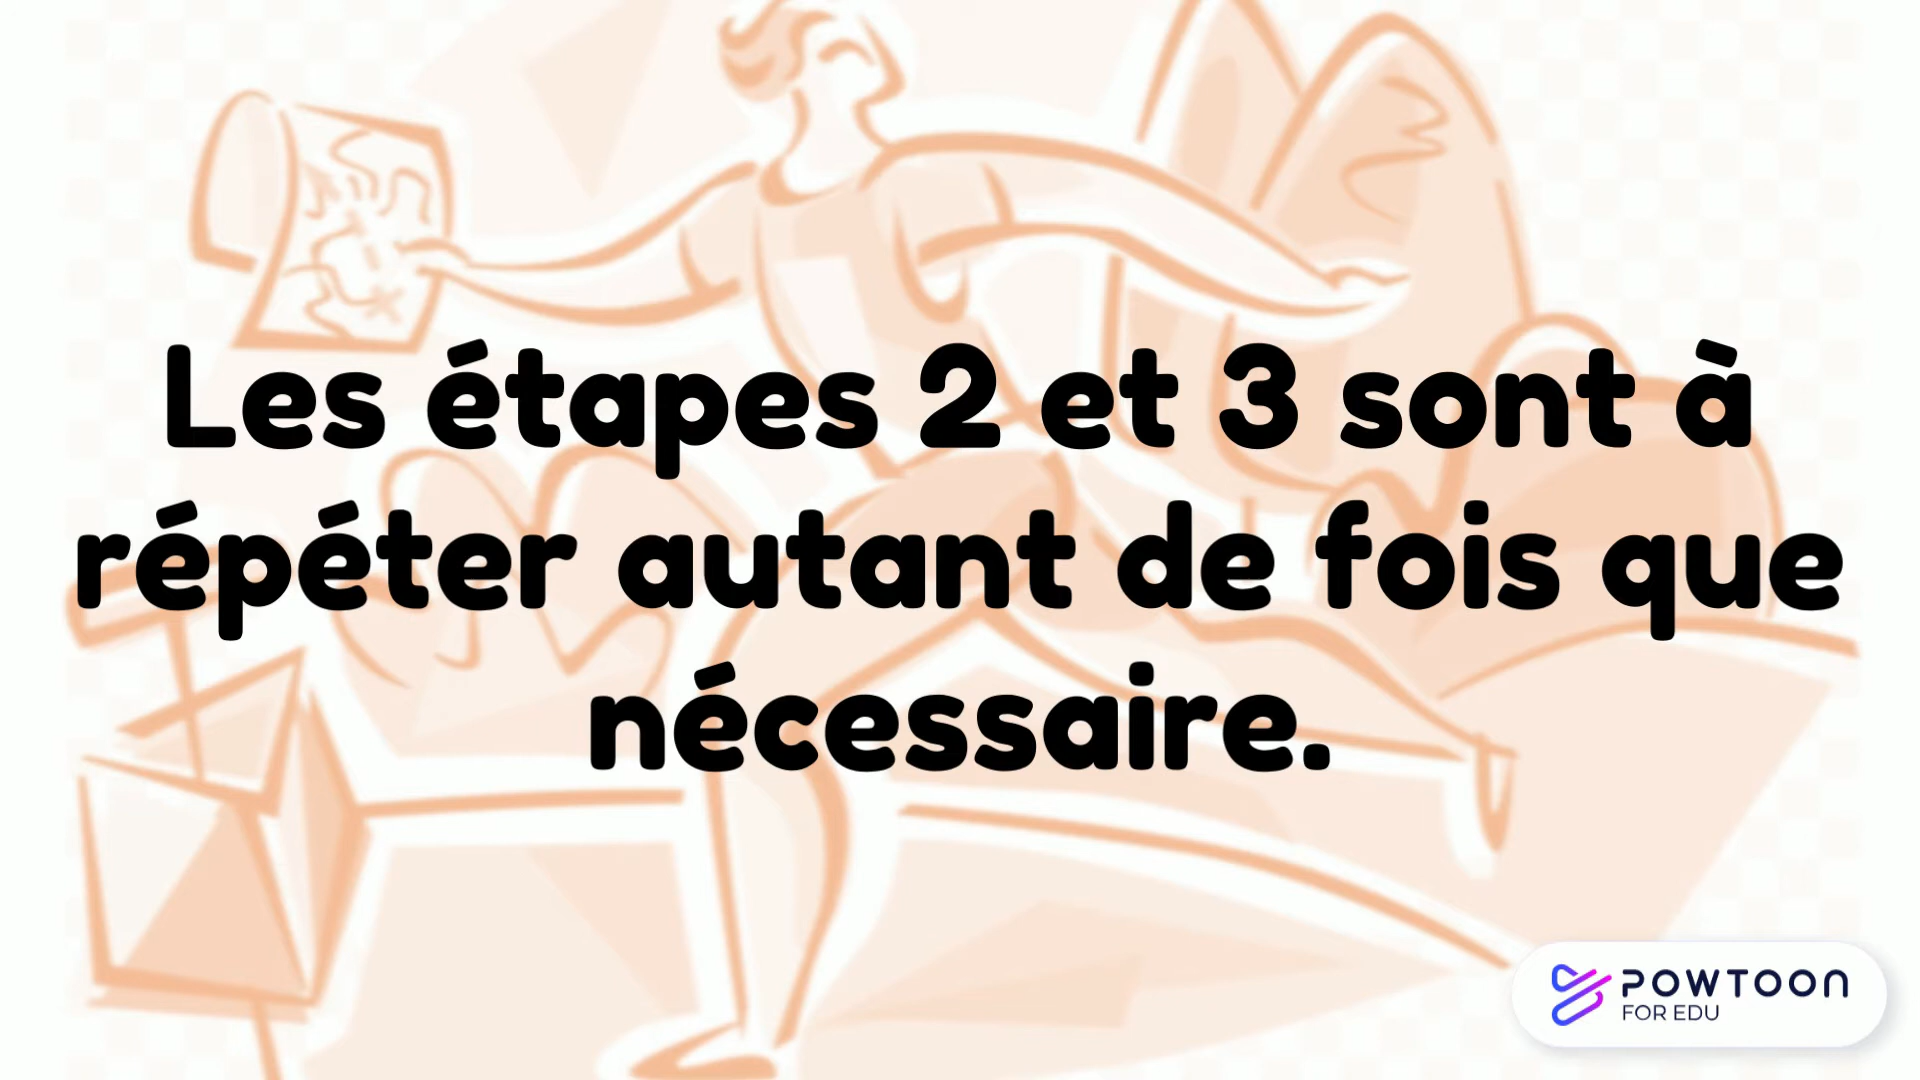 Les étapes 2 et 3 sont à
répéter autant de fois que
nécessaire.
POWTOON
FOR EDU